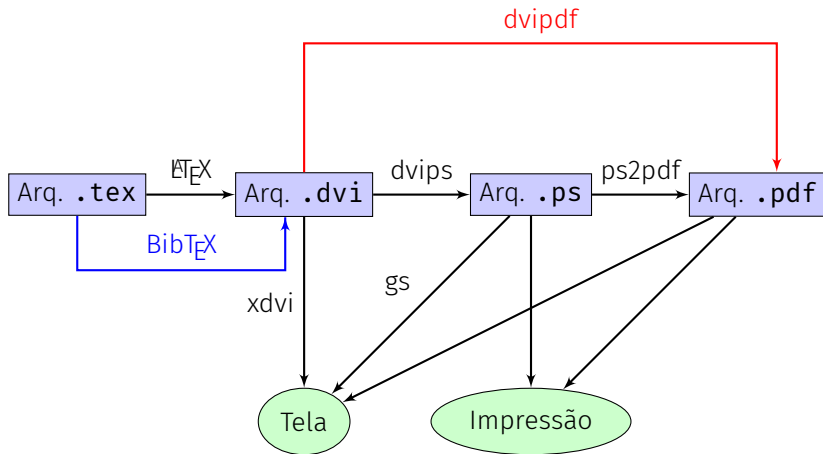 dvipdf
LATEX
dvips
ps2pdf
Arq. .tex
Arq. .dvi
Arq. .ps
Arq. .pdf
BibTEX
xdvi
gs
Tela
Impressão